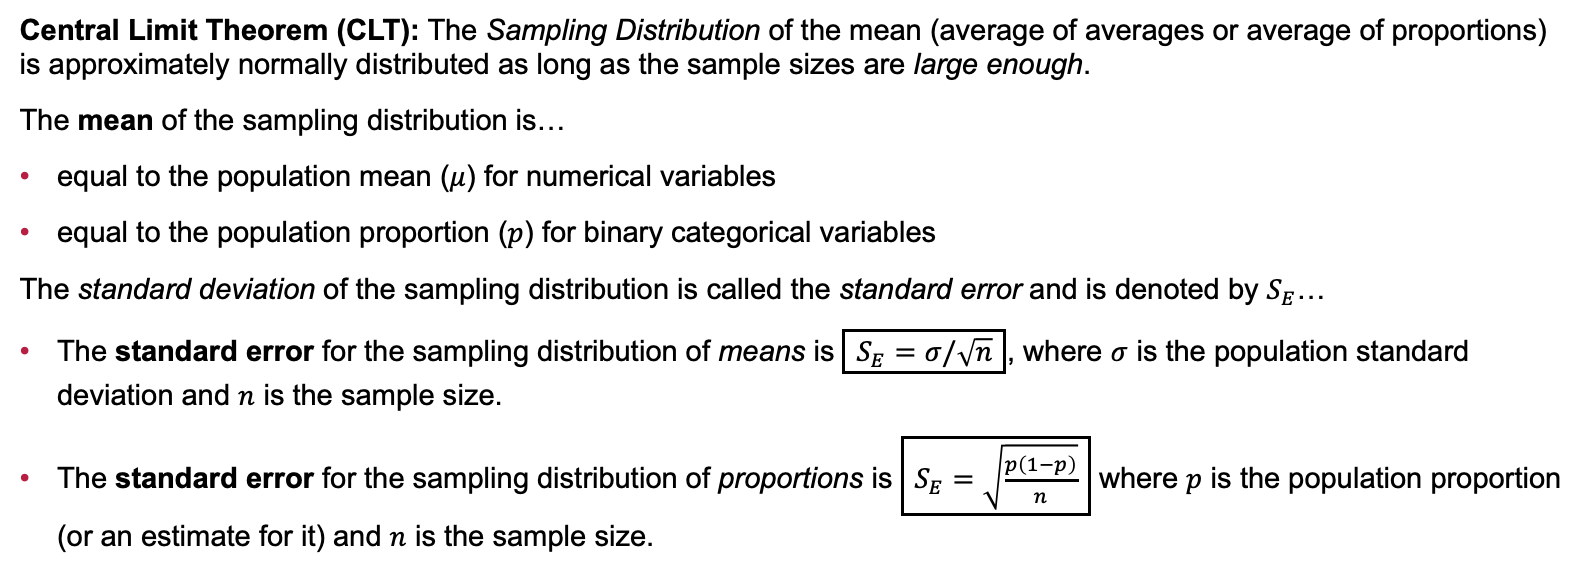 Central Limit Theorem (CLT): The Sampling Distribution of the mean (average of averages or average of proportions)
is approximately normally distributed as long as the sample sizes are large enough.
The mean of the sampling distribution is…
• equal to the population mean (μ) for numerical variables
• equal to the population proportion (p) for binary categorical variables
The standard deviation of the sampling distribution is called the standard error and is denoted by S_E…
• The standard error for the sampling distribution of means is S_E = σ/√n, where σ is the population standard
deviation and n is the sample size.
• The standard error for the sampling distribution of proportions is S_E = √(p(1−p)/n) where p is the population proportion
(or an estimate for it) and n is the sample size.